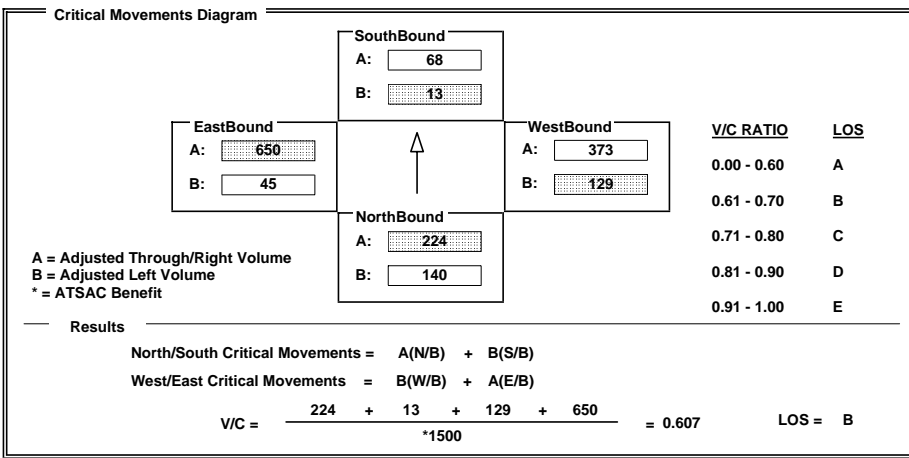 Critical Movements Diagram
SouthBound
A: 68
B: 13
EastBound
A: 650
B: 45
WestBound
A: 373
B: 129
NorthBound
A: 224
B: 140
V/C RATIO LOS
0.00 - 0.60 A
0.61 - 0.70 B
0.71 - 0.80 C
0.81 - 0.90 D
0.91 - 1.00 E
A = Adjusted Through/Right Volume
B = Adjusted Left Volume
* = ATSAC Benefit
Results
North/South Critical Movements = A(N/B) + B(S/B)
West/East Critical Movements = B(W/B) + A(E/B)
V/C = 224 + 13 + 129 + 650 = 0.607 LOS = B
*1500